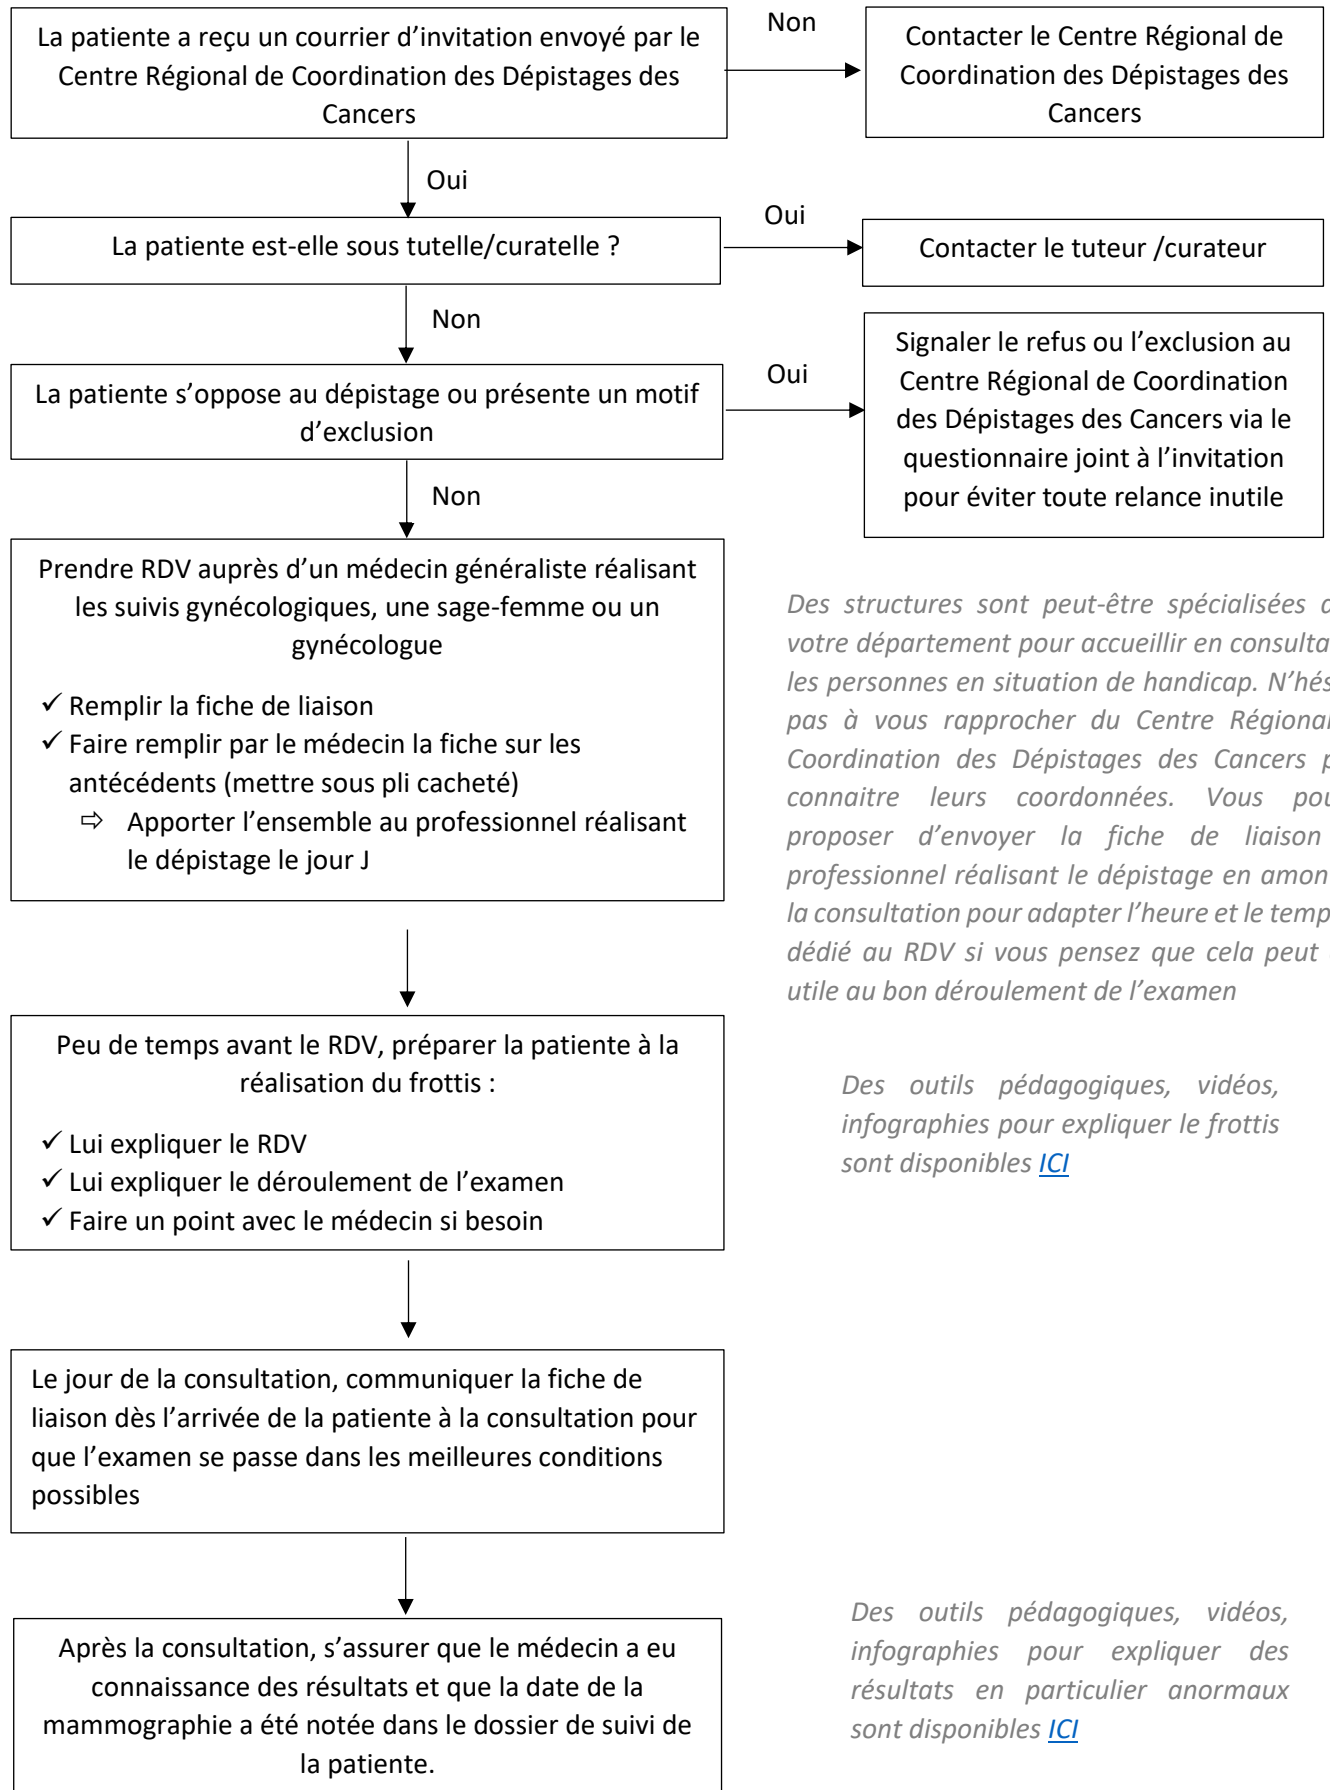 La patiente a reçu un courrier d’invitation envoyé par le
Centre Régional de Coordination des Dépistages des
Cancers
Non
Contacter le Centre Régional de
Coordination des Dépistages des
Cancers
Oui
La patiente est-elle sous tutelle/curatelle ?
Oui
Contacter le tuteur /curateur
Non
La patiente s’oppose au dépistage ou présente un motif
d’exclusion
Oui
Signaler le refus ou l’exclusion au
Centre Régional de Coordination
des Dépistages des Cancers via le
questionnaire joint à l’invitation
pour éviter toute relance inutile
Non
Prendre RDV auprès d’un médecin généraliste réalisant
les suivis gynécologiques, une sage-femme ou un
gynécologue
✓ Remplir la fiche de liaison
✓ Faire remplir par le médecin la fiche sur les
antécédents (mettre sous pli cacheté)
⇨ Apporter l’ensemble au professionnel réalisant
le dépistage le jour J
Des structures sont peut-être spécialisées
votre département pour accueillir en
les personnes en situation de handicap.
pas à vous rapprocher du Centre Régional
Coordination des Dépistages des Cancers
connaitre leurs coordonnées. Vous
proposer d’envoyer la fiche de liaison
professionnel réalisant le dépistage en
la consultation pour adapter l’heure et le
dédié au RDV si vous pensez que cela peut
utile au bon déroulement de l’examen
Peu de temps avant le RDV, préparer la patiente à la
réalisation du frottis :
✓ Lui expliquer le RDV
✓ Lui expliquer le déroulement de l’examen
✓ Faire un point avec le médecin si besoin
Des outils pédagogiques, vidéos,
infographies pour expliquer le frottis
sont disponibles ICI
Le jour de la consultation, communiquer la fiche de
liaison dès l’arrivée de la patiente à la consultation pour
que l’examen se passe dans les meilleures conditions
possibles
Après la consultation, s’assurer que le médecin a eu
connaissance des résultats et que la date de la
mammographie a été notée dans le dossier de suivi de
la patiente.
Des outils pédagogiques, vidéos,
infographies pour expliquer des
résultats en particulier anormaux
sont disponibles ICI